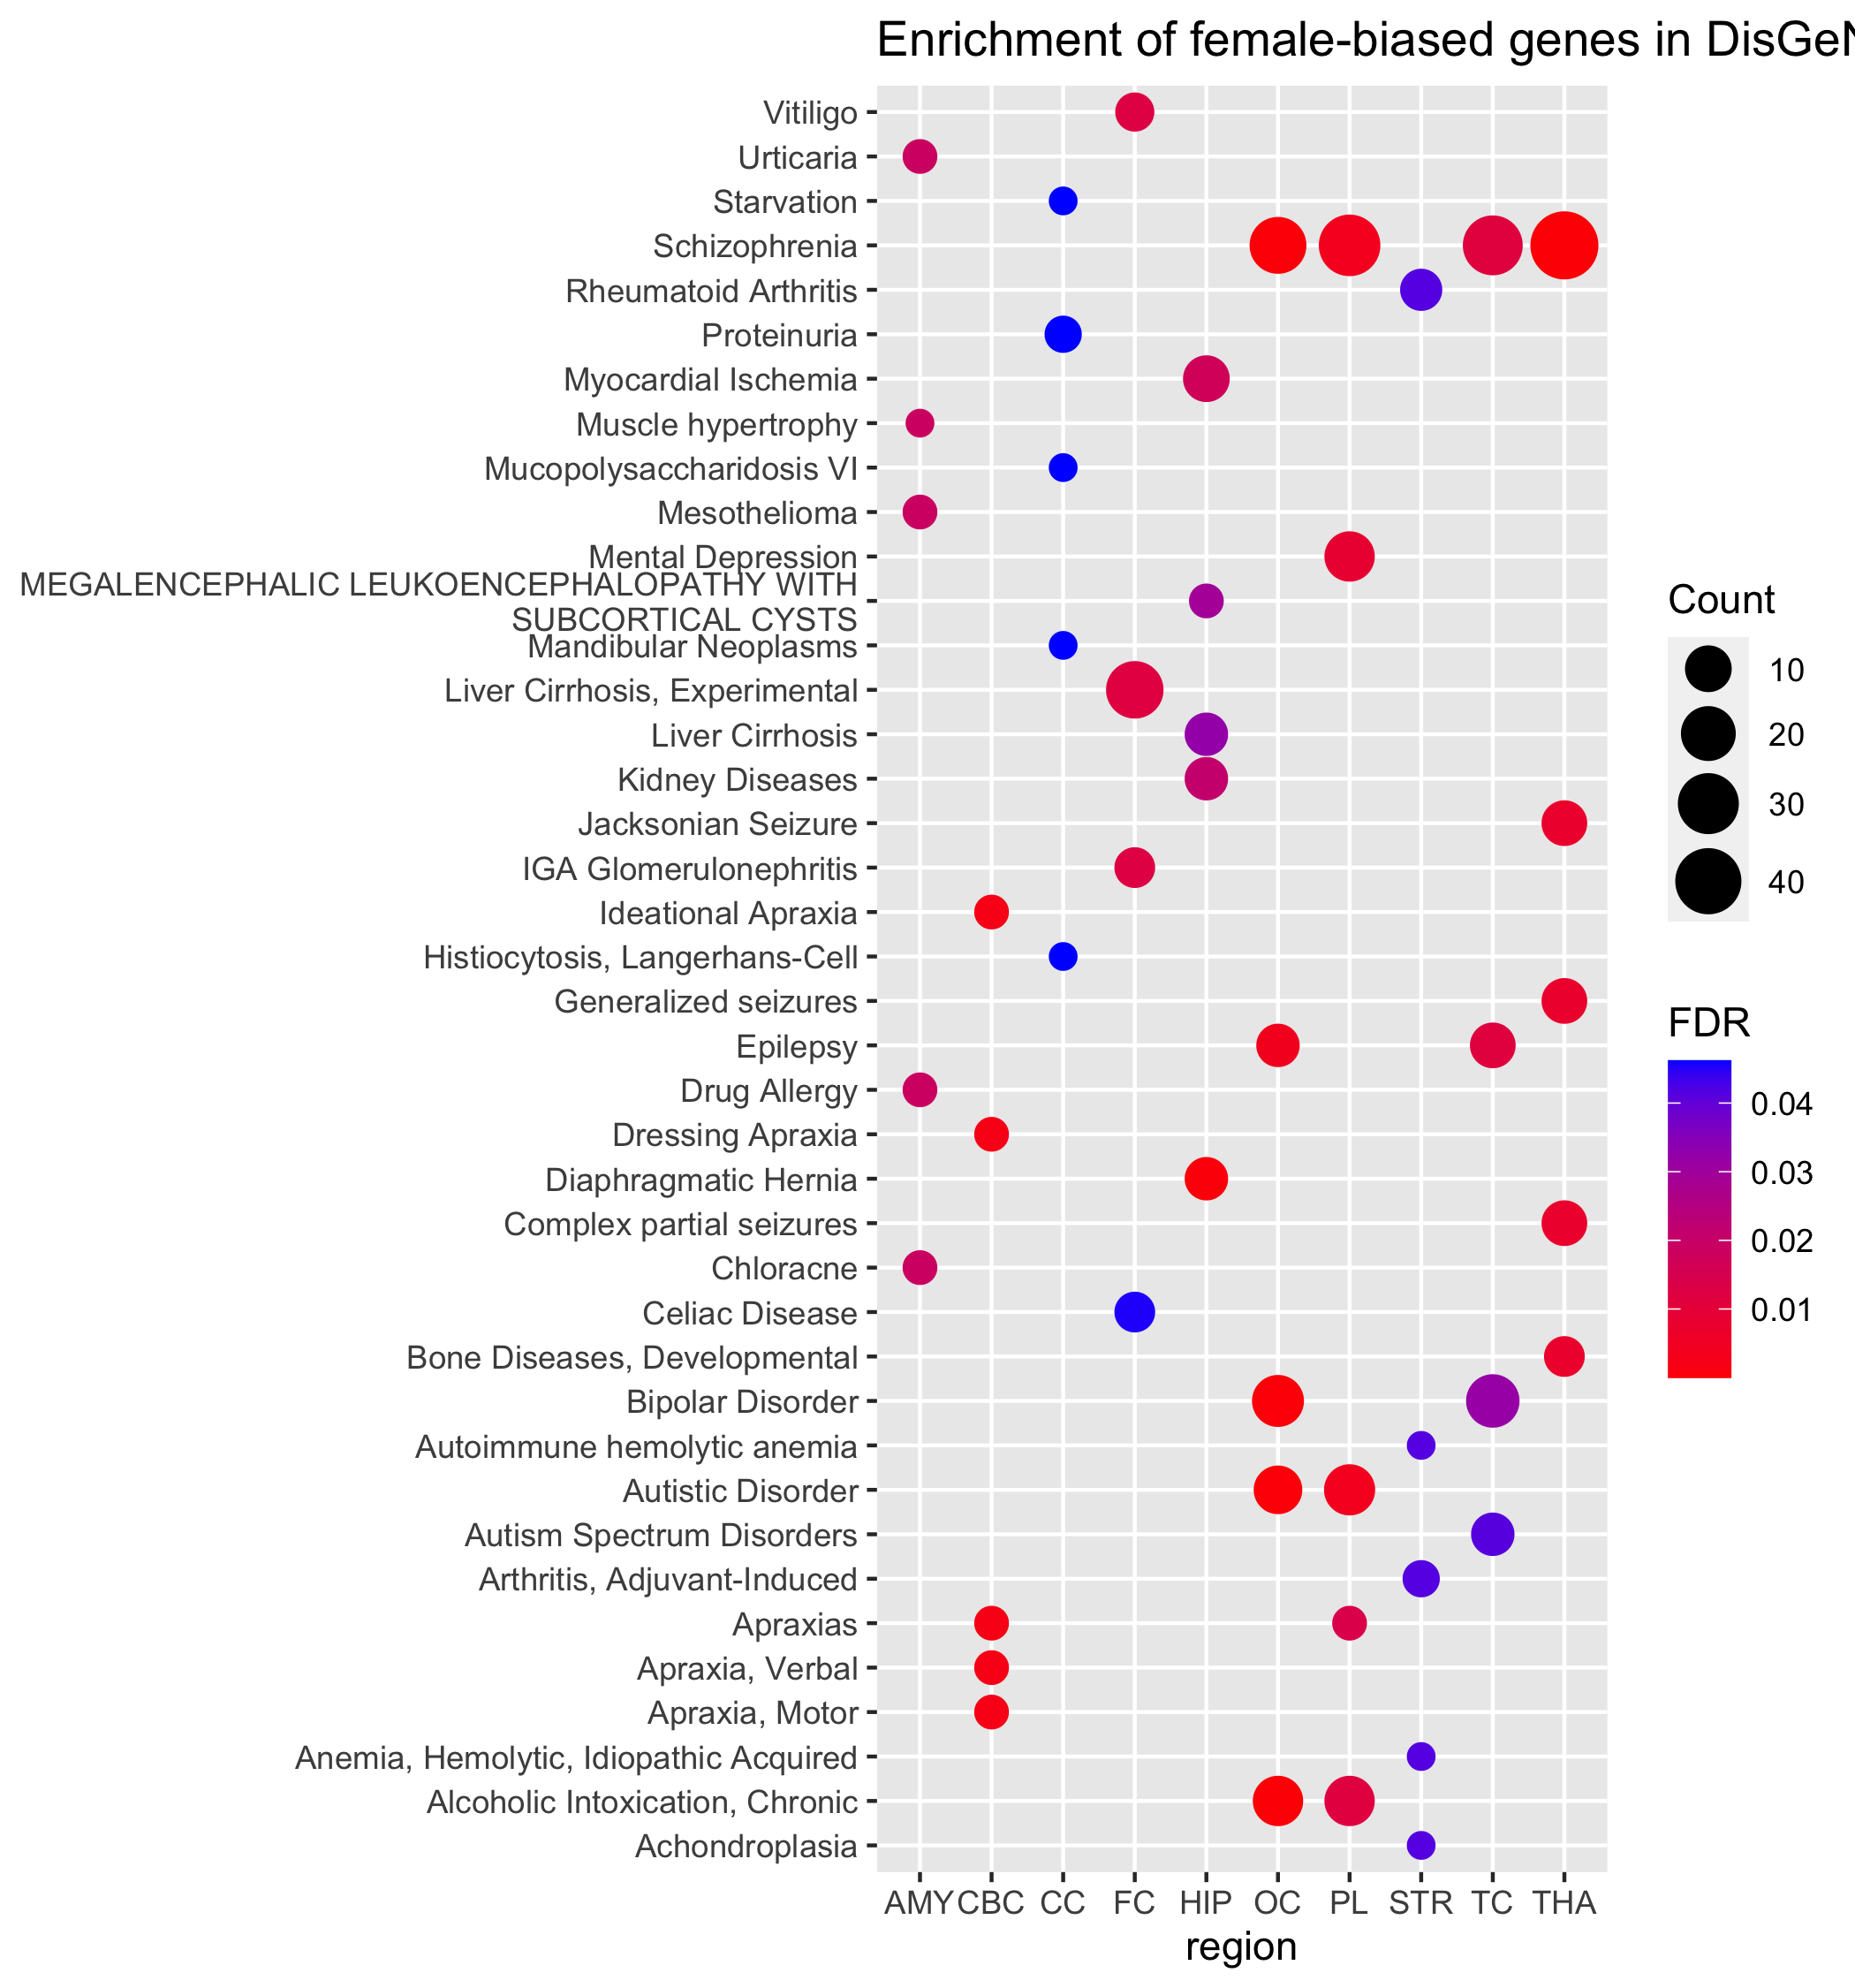 Enrichment of female-biased genes in DisGeN
Vitiligo
Urticaria
Starvation
Schizophrenia
Rheumatoid Arthritis
Proteinuria
Myocardial Ischemia
Muscle hypertrophy
Mucopolysaccharidosis VI
Mesothelioma
Mental Depression
MEGALENCEPHALIC LEUKOENCEPHALOPATHY WITH
SUBCORTICAL CYSTS
Mandibular Neoplasms
Liver Cirrhosis, Experimental
Liver Cirrhosis
Kidney Diseases
Jacksonian Seizure
IGA Glomerulonephritis
Ideational Apraxia
Histiocytosis, Langerhans-Cell
Generalized seizures
Epilepsy
Drug Allergy
Dressing Apraxia
Diaphragmatic Hernia
Complex partial seizures
Chloracne
Celiac Disease
Bone Diseases, Developmental
Bipolar Disorder
Autoimmune hemolytic anemia
Autistic Disorder
Autism Spectrum Disorders
Arthritis, Adjuvant-Induced
Apraxias
Apraxia, Verbal
Apraxia, Motor
Anemia, Hemolytic, Idiopathic Acquired
Alcoholic Intoxication, Chronic
Achondroplasia
AMY CBC CC FC HIP OC PL STR TC THA
region
Count
10
20
30
40
FDR
0.04
0.03
0.02
0.01